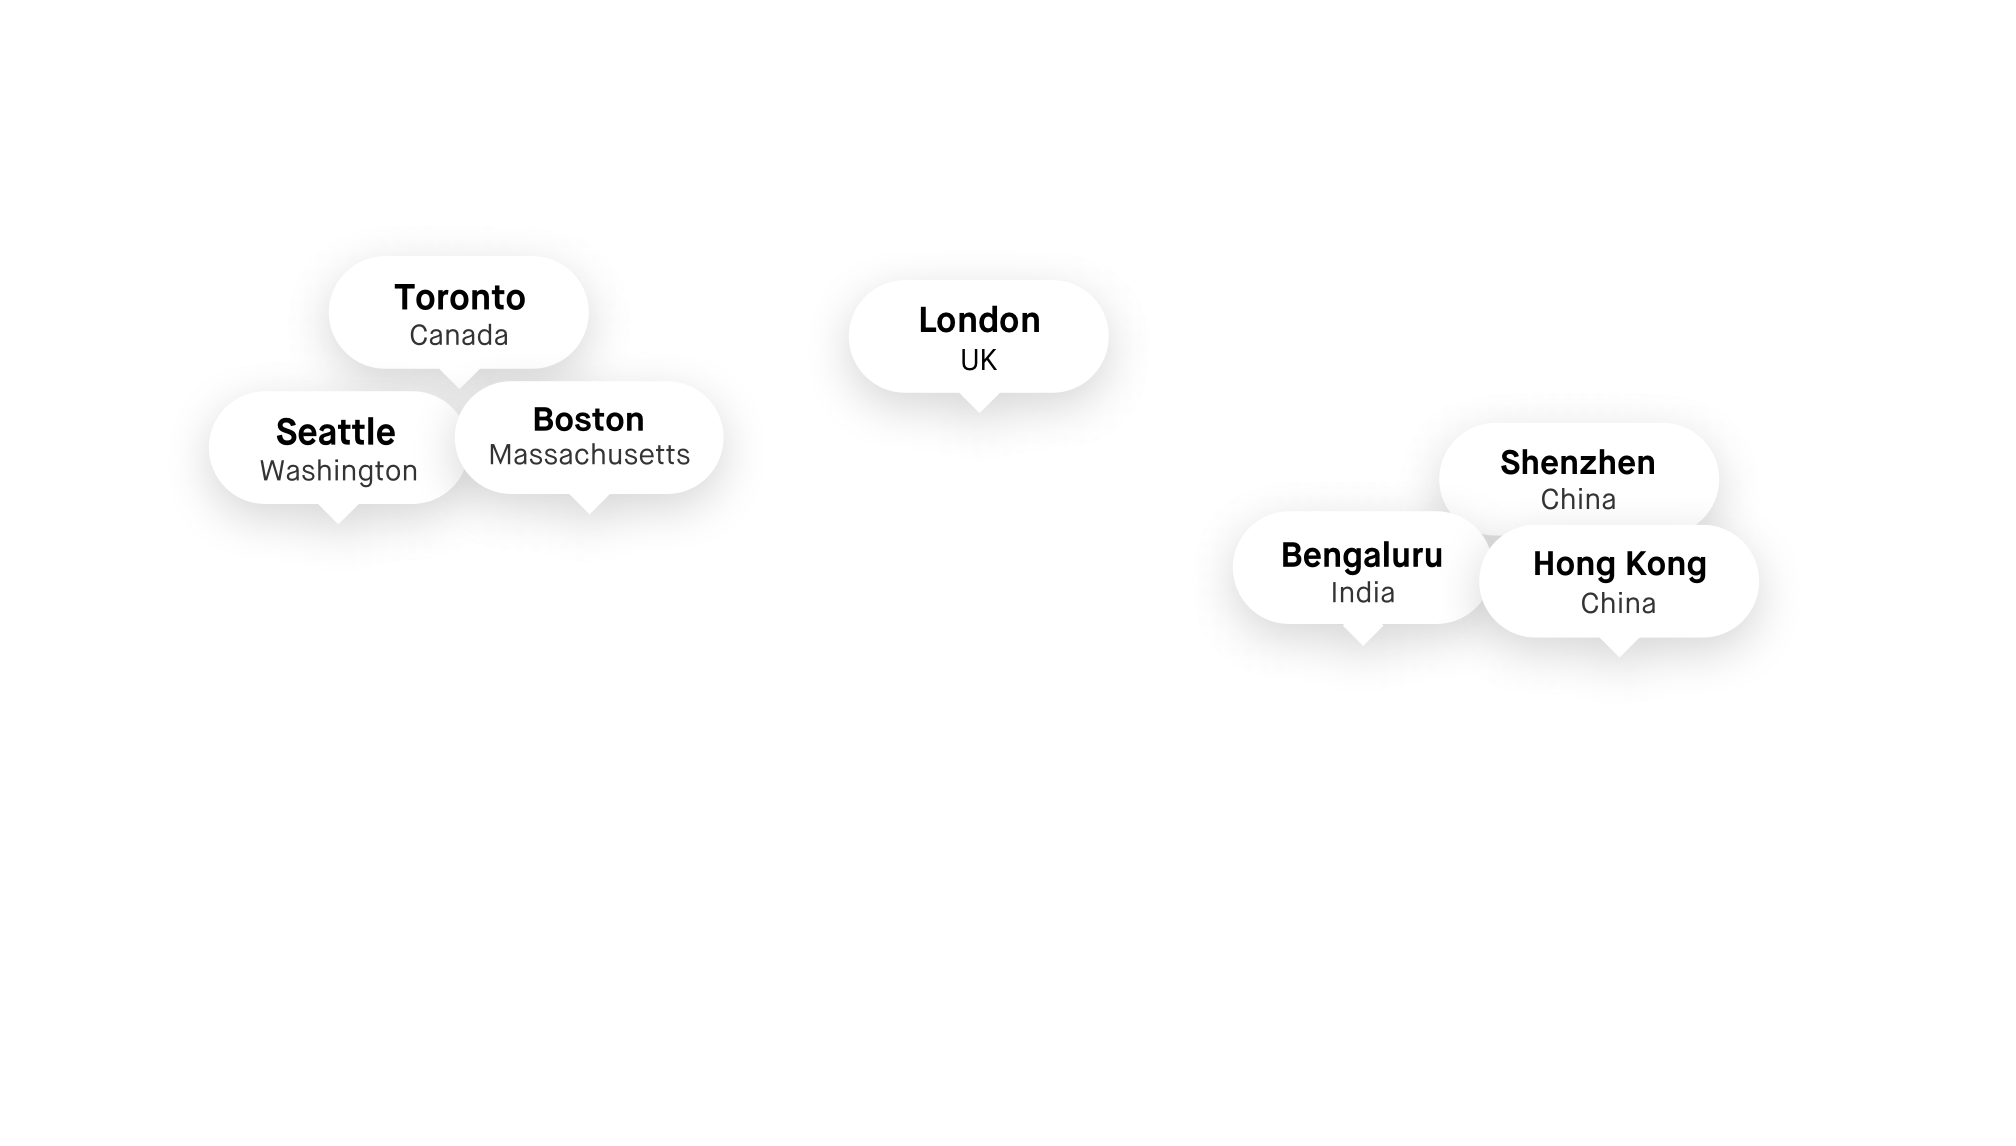 Toronto
Canada
London
UK
Seattle
Washington
Boston
Massachusetts
Shenzhen
China
Bengaluru
India
Hong Kong
China